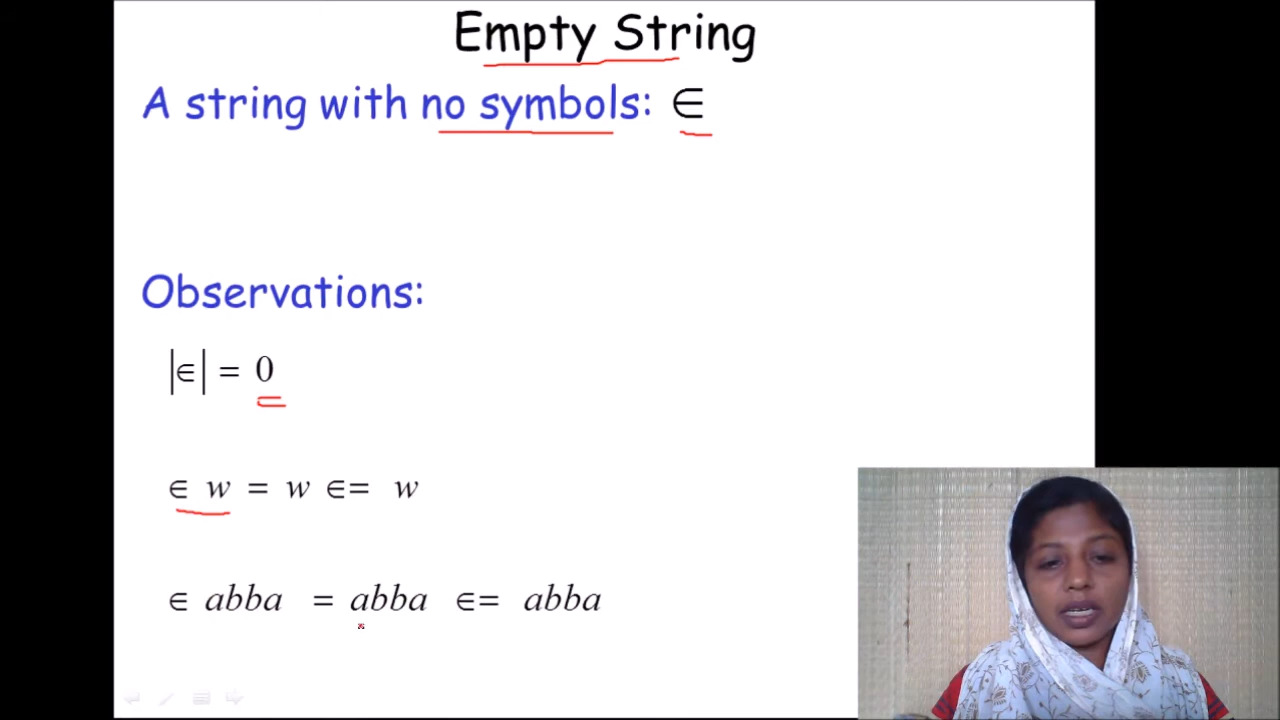 Empty String
A string with no symbols: ∈
Observations:
|∈| = 0
∈ w = w ∈= w
∈ abba = abba ∈= abba